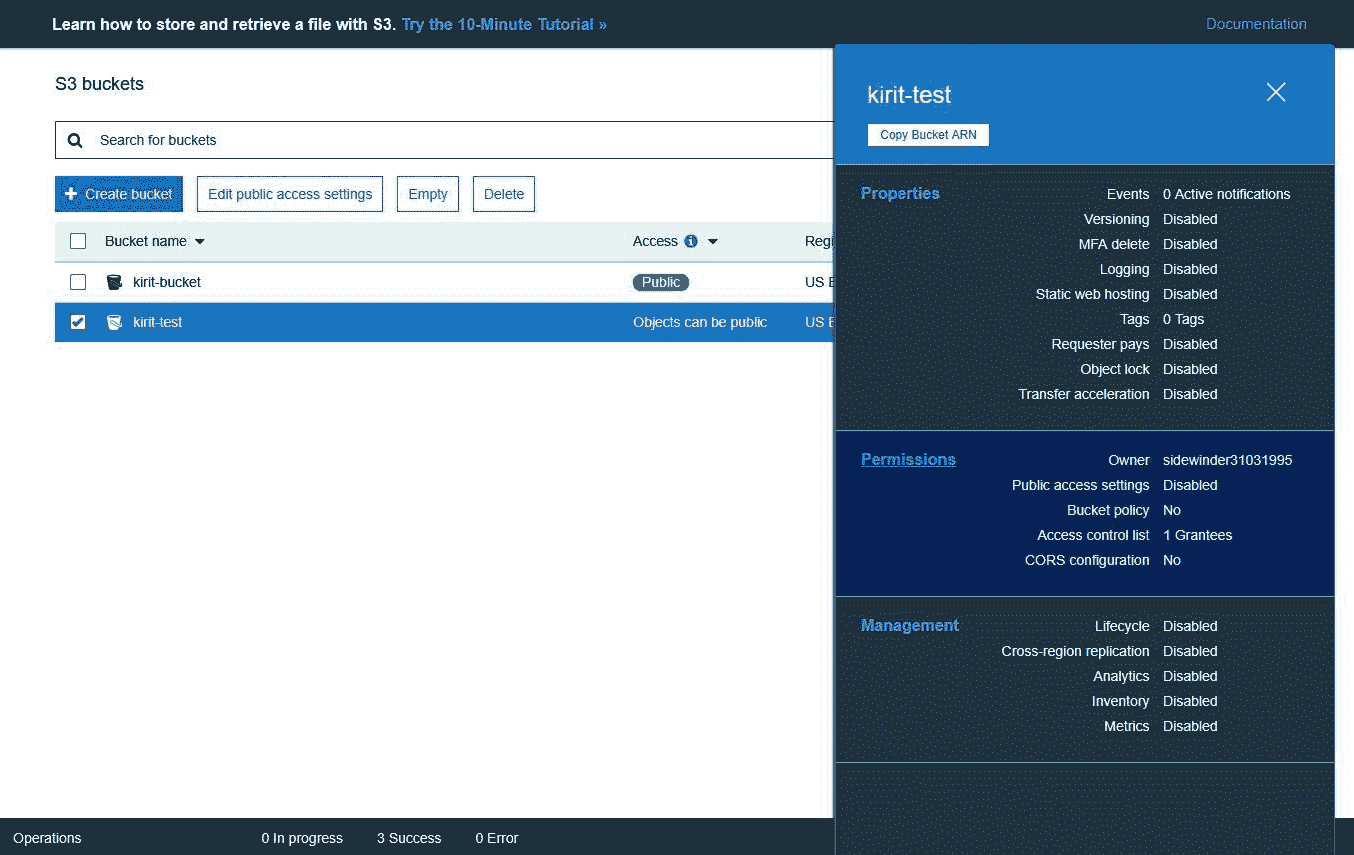 Learn how to store and retrieve a file with S3. Try the 10-Minute Tutorial »
Documentation
S3 buckets
Search for buckets
Create bucket
Edit public access settings
Empty
Delete
Bucket name
Access
kirit-bucket
Public
US
kirit-test
Objects can be public
US
kirit-test
Copy Bucket ARN
Properties
Events 0 Active notifications
Versioning Disabled
MFA delete Disabled
Logging Disabled
Static web hosting Disabled
Tags 0 Tags
Requester pays Disabled
Object lock Disabled
Transfer acceleration Disabled
Permissions
Owner sidewinder31031995
Public access settings Disabled
Bucket policy No
Access control list 1 Grantees
CORS configuration No
Management
Lifecycle Disabled
Cross-region replication Disabled
Analytics Disabled
Inventory Disabled
Metrics Disabled
Operations
0 In progress
3 Success
0 Error